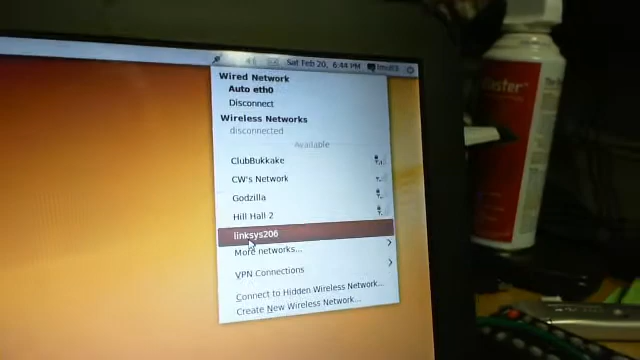 Sat Feb 20, 6:44 PM
Wired Network
Auto eth0
Disconnect
Wireless Networks
disconnected
Available
ClubBukkake
CW's Network
Godzilla
Hill Hall 2
linksys206
More networks...
VPN Connections
Connect to Hidden Wireless Network...
Create New Wireless Network...